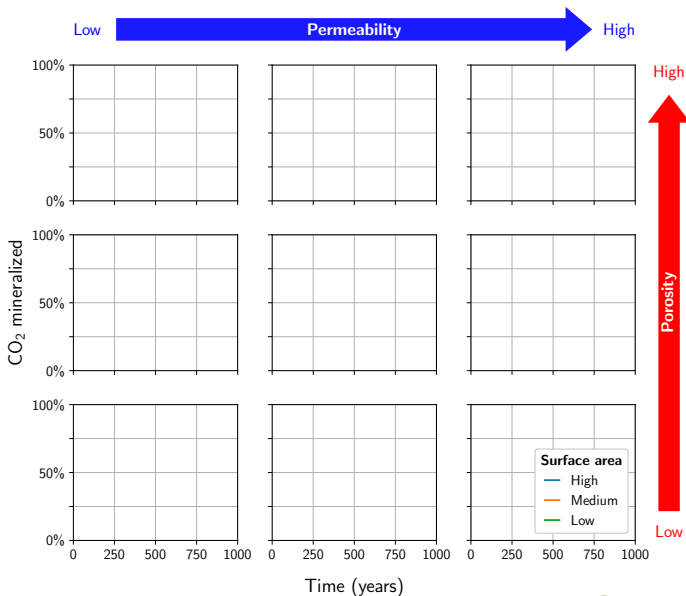 Low Permeability High
High
100%
50%
0%
100%
50%
0%
CO₂ mineralized
Porosity
100%
50%
0%
Surface area
High
Medium
Low
Low
0 250 500 750 1000 0 250 500 750 1000 0 250 500 750 1000
Time (years)